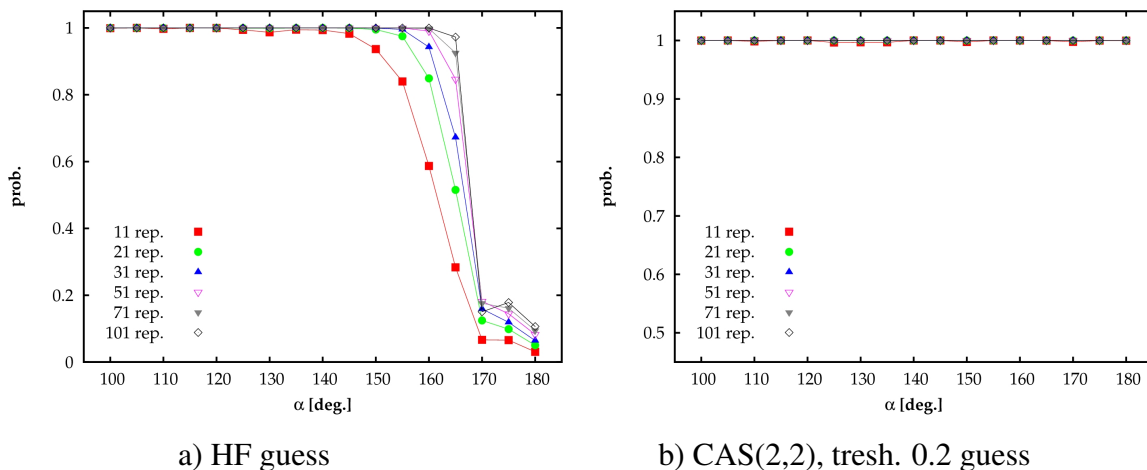 1
0.8
0.6
0.4
0.2
0
prob.
11 rep.
21 rep.
31 rep.
51 rep.
71 rep.
101 rep.
100 110 120 130 140 150 160 170 180
α [deg.]
a) HF guess
1
0.9
0.8
0.7
0.6
0.5
prob.
11 rep.
21 rep.
31 rep.
51 rep.
71 rep.
101 rep.
100 110 120 130 140 150 160 170 180
α [deg.]
b) CAS(2,2), tresh. 0.2 guess